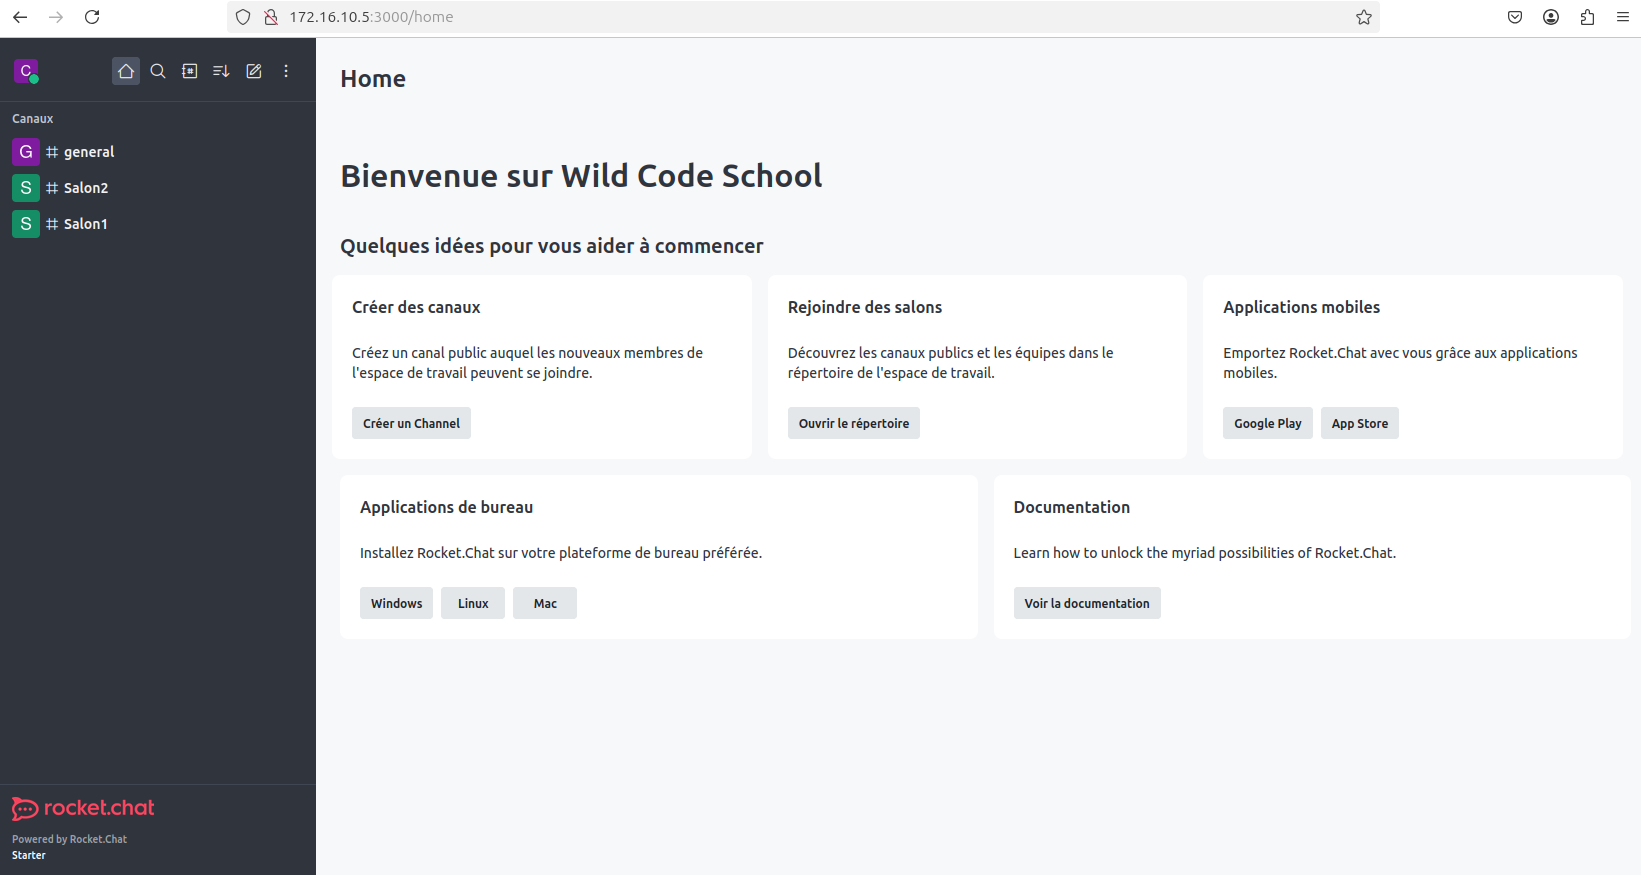 172.16.10.5:3000/home
C
Canaux
G general
S Salon2
S Salon1
Home
Bienvenue sur Wild Code School
Quelques idées pour vous aider à commencer
Créer des canaux
Créez un canal public auquel les nouveaux membres de
l'espace de travail peuvent se joindre.
Créer un Channel
Rejoindre des salons
Découvrez les canaux publics et les équipes dans le
répertoire de l'espace de travail.
Ouvrir le répertoire
Applications mobiles
Emportez Rocket.Chat avec vous grâce aux applications
mobiles.
Google Play App Store
Applications de bureau
Installez Rocket.Chat sur votre plateforme de bureau préférée.
Windows Linux Mac
Documentation
Learn how to unlock the myriad possibilities of Rocket.Chat.
Voir la documentation
rocket.chat
Powered by Rocket.Chat
Starter